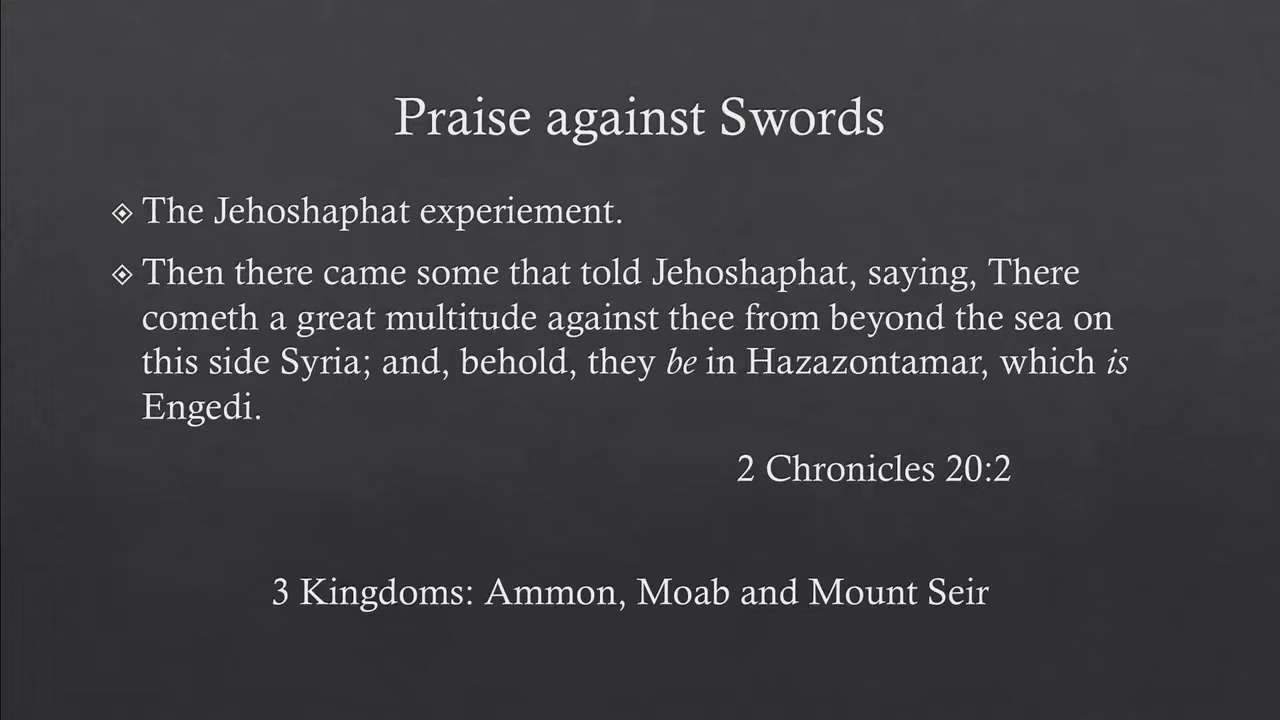 Praise against Swords
The Jehoshaphat experiement.
Then there came some that told Jehoshaphat, saying, There
cometh a great multitude against thee from beyond the sea on
this side Syria; and, behold, they be in Hazazontamar, which is
Engedi.
2 Chronicles 20:2
3 Kingdoms: Ammon, Moab and Mount Seir